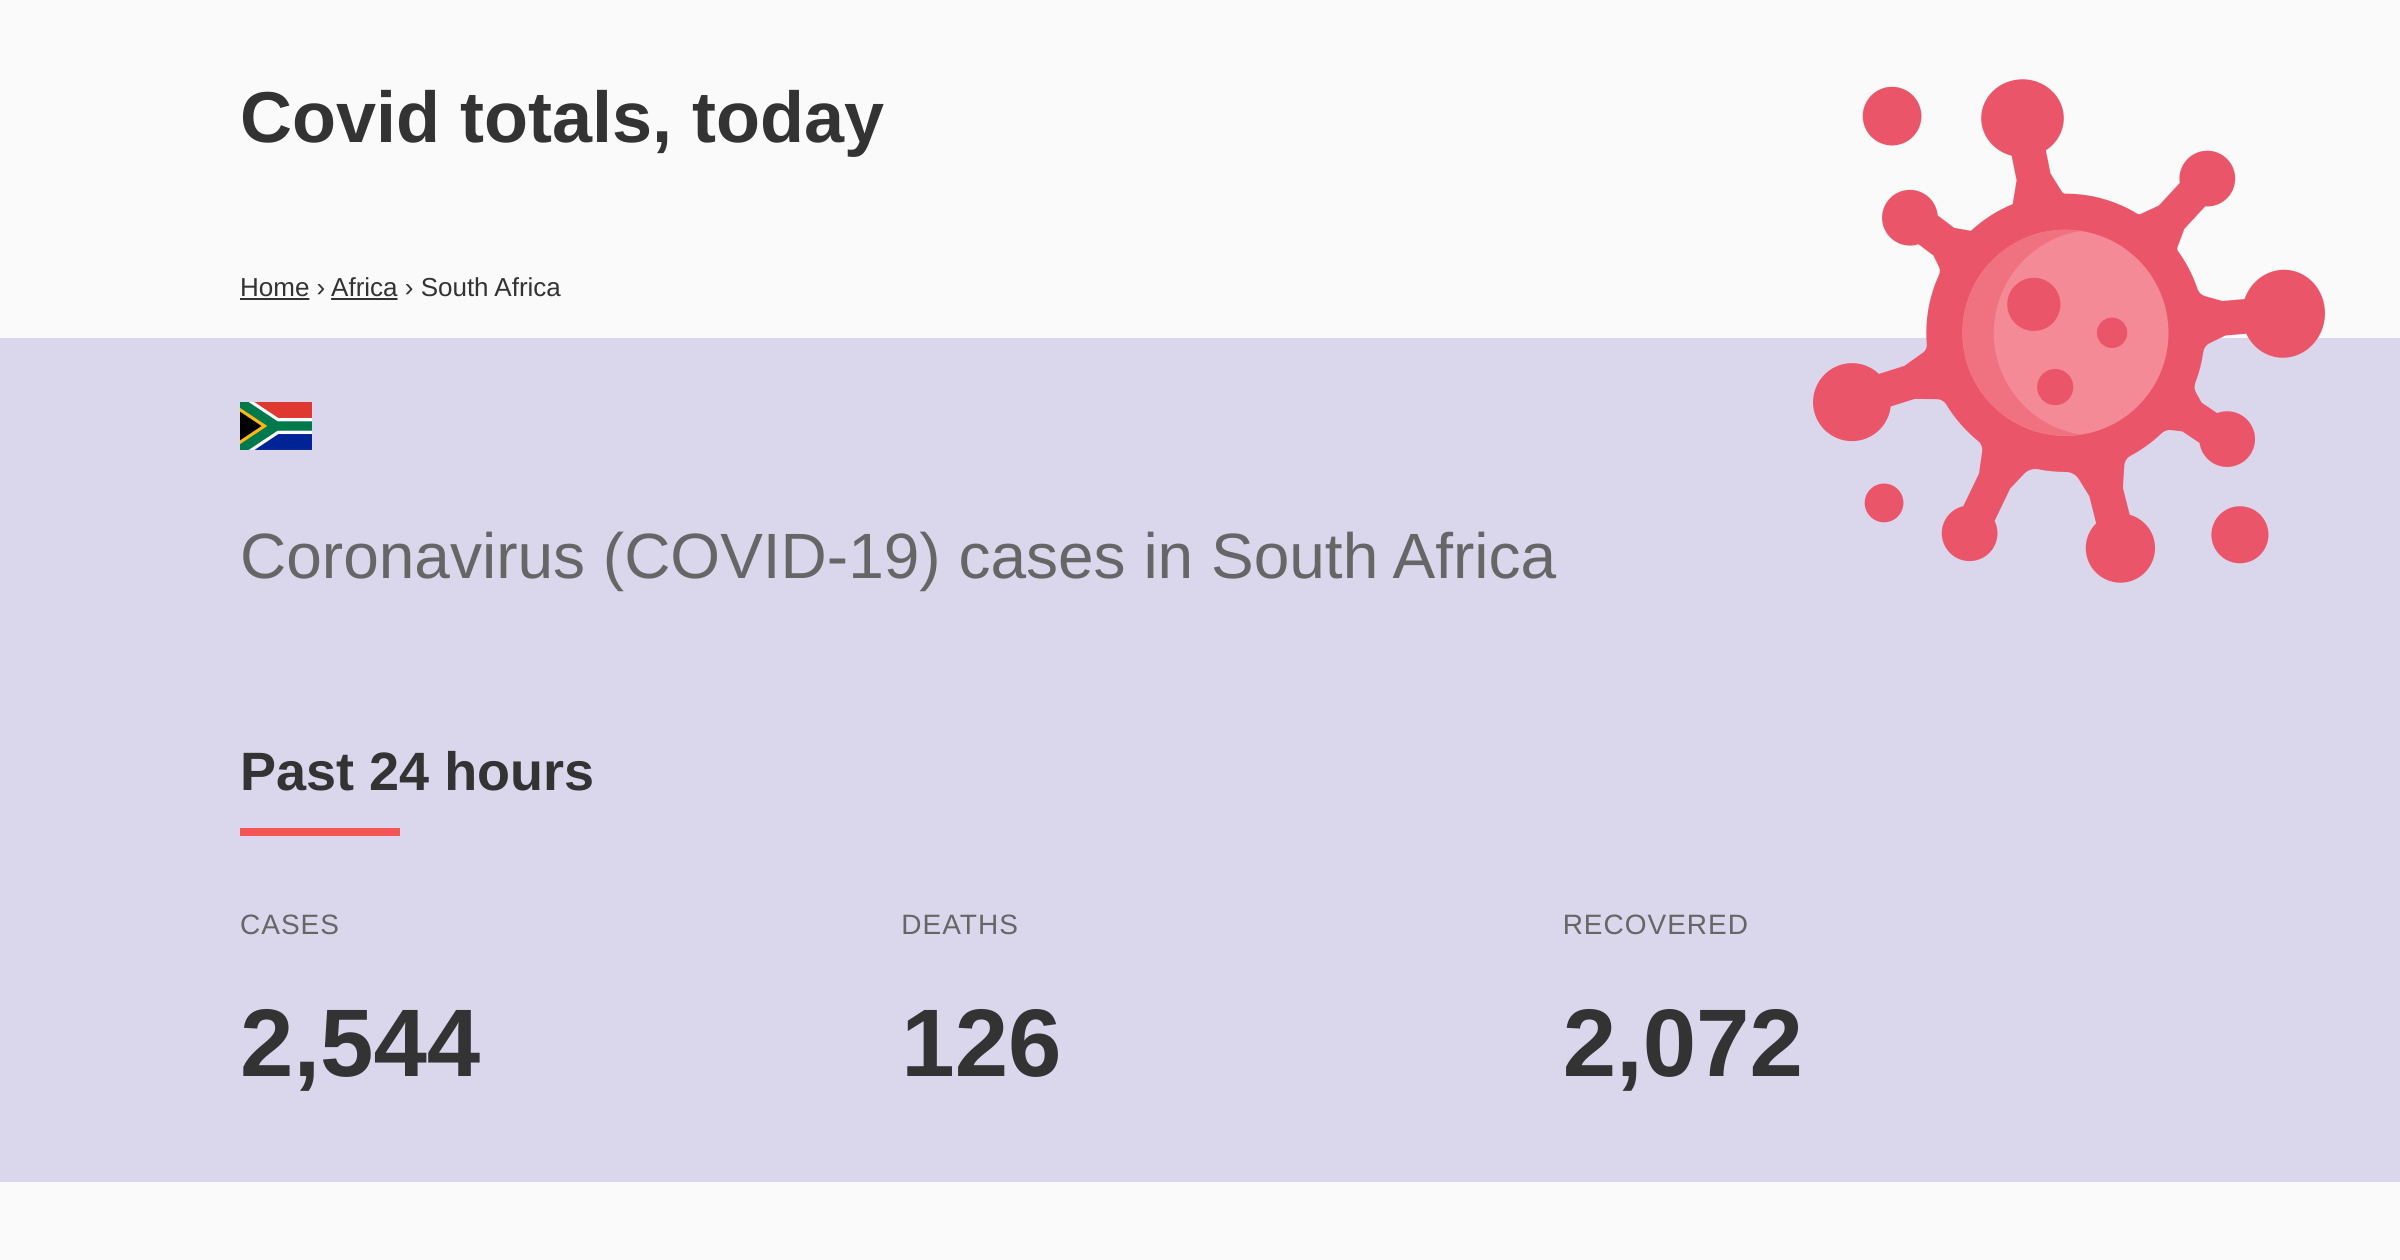 Covid totals, today
Home › Africa › South Africa
Coronavirus (COVID-19) cases in South Africa
Past 24 hours
CASES
DEATHS
RECOVERED
2,544
126
2,072